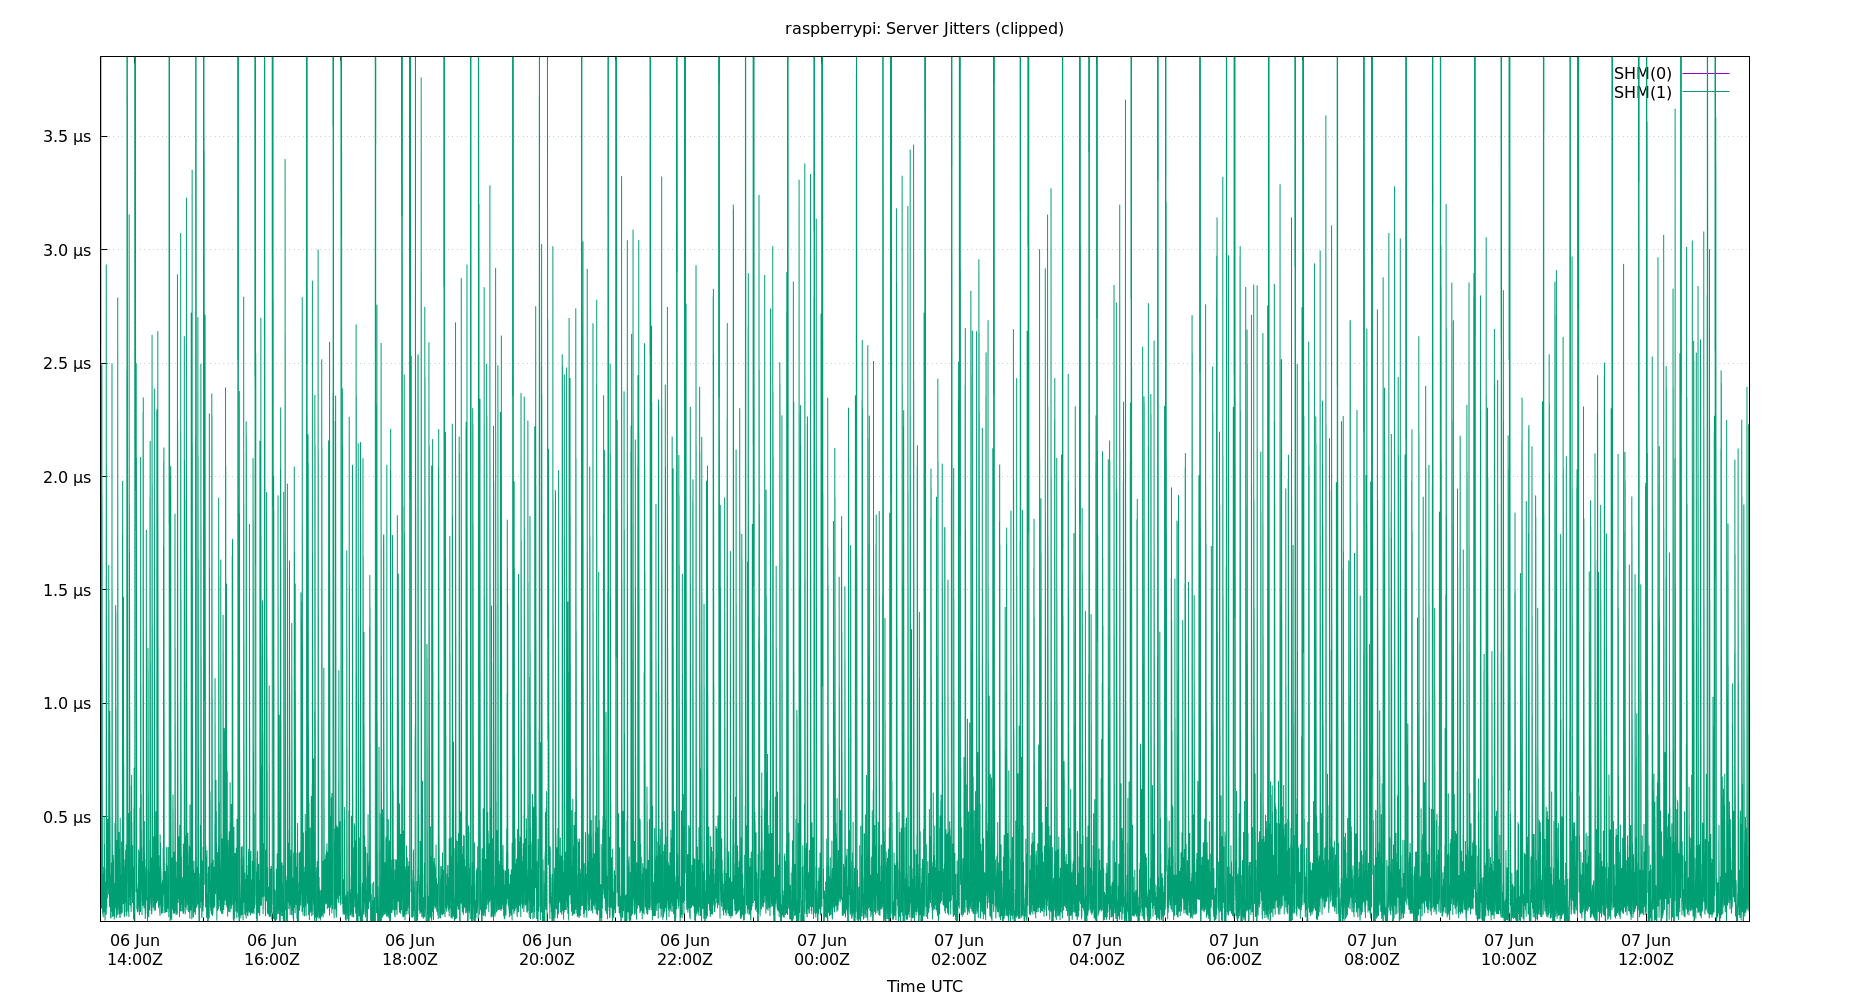 raspberrypi: Server Jitters (clipped)
SHM(0)
SHM(1)
3.5 µs
3.0 µs
2.5 µs
2.0 µs
1.5 µs
1.0 µs
0.5 µs
06 Jun 06 Jun 06 Jun 06 Jun 06 Jun 07 Jun 07 Jun 07 Jun 07 Jun 07 Jun 07 Jun 07 Jun
14:00Z 16:00Z 18:00Z 20:00Z 22:00Z 00:00Z 02:00Z 04:00Z 06:00Z 08:00Z 10:00Z 12:00Z
Time UTC